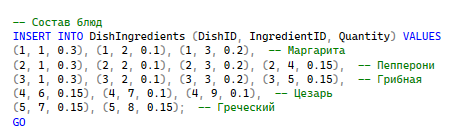 -- Состав блюд
INSERT INTO DishIngredients (DishID, IngredientID, Quantity) VALUES
(1, 1, 0.3), (1, 2, 0.1), (1, 3, 0.2),  -- Маргарита
(2, 1, 0.3), (2, 2, 0.1), (2, 3, 0.2), (2, 4, 0.15),  -- Пепперони
(3, 1, 0.3), (3, 2, 0.1), (3, 3, 0.2), (3, 5, 0.15),  -- Грибная
(4, 6, 0.15), (4, 7, 0.1), (4, 9, 0.1),  -- Цезарь
(5, 7, 0.15), (5, 8, 0.15);  -- Греческий
GO